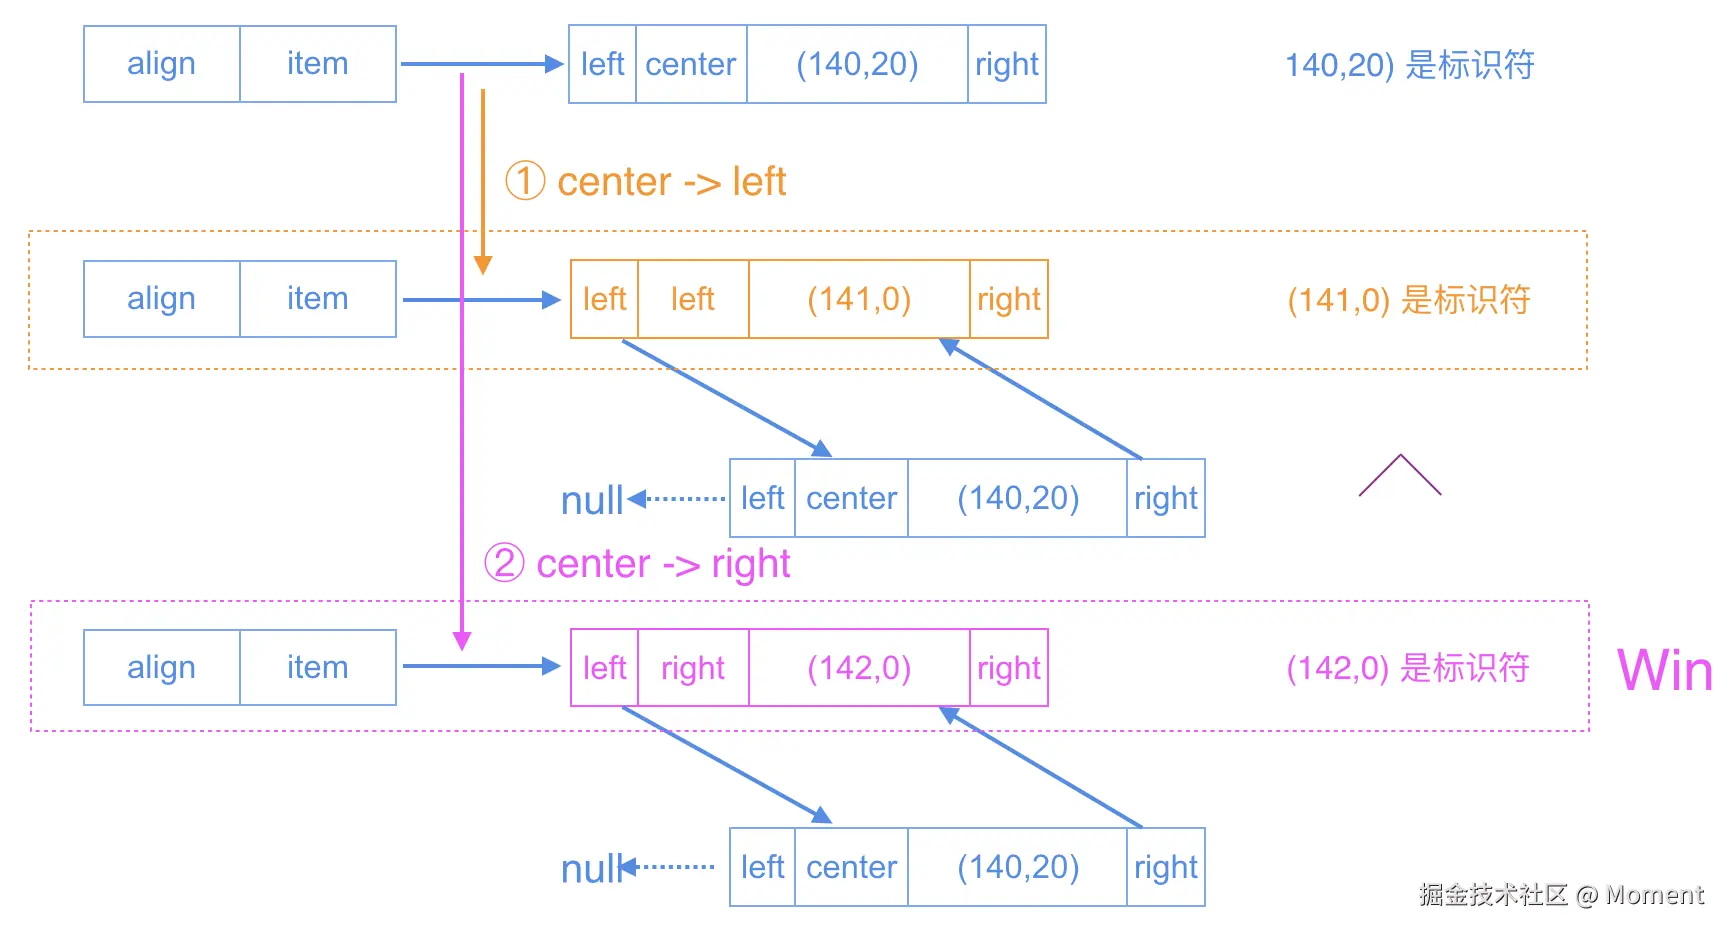 align item left center (140,20) right 140,20) 是标识符
① center -> left
align item left left (141,0) right (141,0) 是标识符
null left center (140,20) right
② center -> right
align item left right (142,0) right (142,0) 是标识符 Win
null left center (140,20) right
掘金技术社区 @ Moment